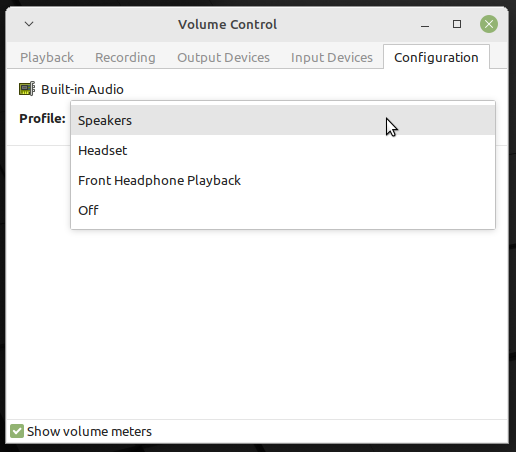 Volume Control
Playback Recording Output Devices Input Devices Configuration
Built-in Audio
Profile:
Speakers
Headset
Front Headphone Playback
Off
Show volume meters